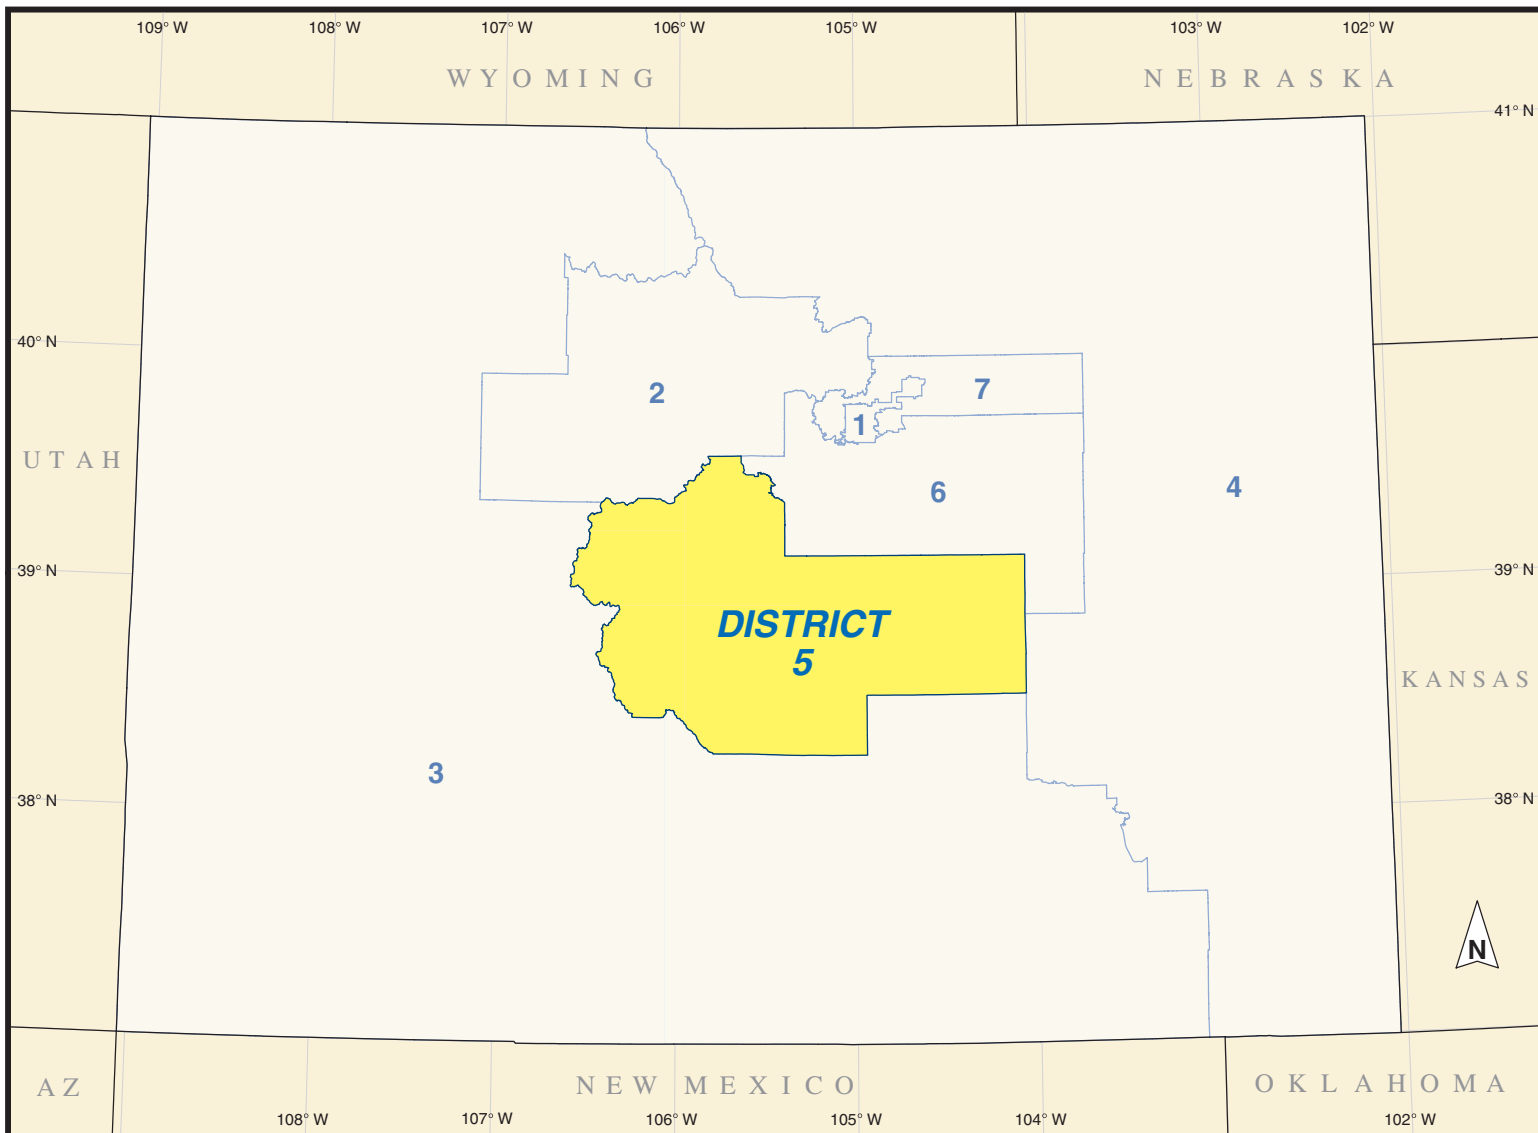 109° W 108° W 107° W 106° W 105° W 103° W 102° W
WYOMING NEBRASKA
41° N
40° N
2 7
1
UTAH
6 4
39° N 39° N
DISTRICT
5
KANSAS
3
38° N 38° N
N
AZ NEW MEXICO OKLAHOMA
108° W 107° W 106° W 105° W 104° W 102° W